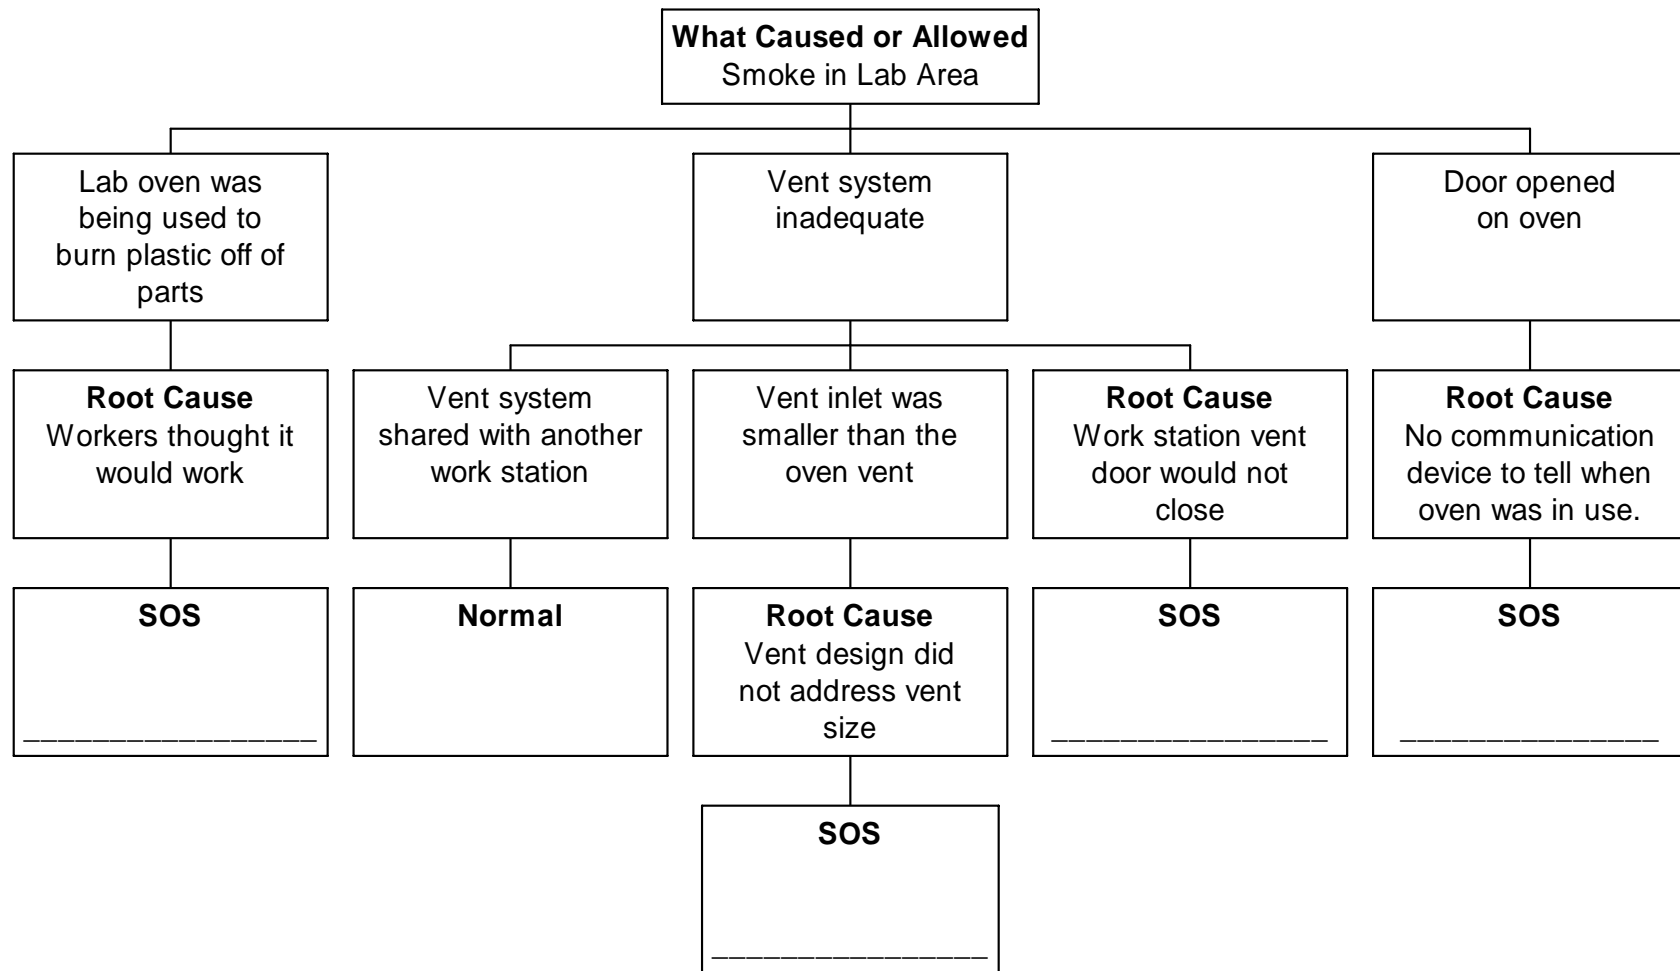 What Caused or Allowed
Smoke in Lab Area
Lab oven was
being used to
burn plastic off of
parts
Vent system
inadequate
Door opened
on oven
Root Cause
Workers thought it
would work
Vent system
shared with another
work station
Vent inlet was
smaller than the
oven vent
Root Cause
Work station vent
door would not
close
Root Cause
No communication
device to tell when
oven was in use.
SOS
_________________
Normal
Root Cause
Vent design did
not address vent
size
SOS
________________
SOS
_______________
SOS
________________